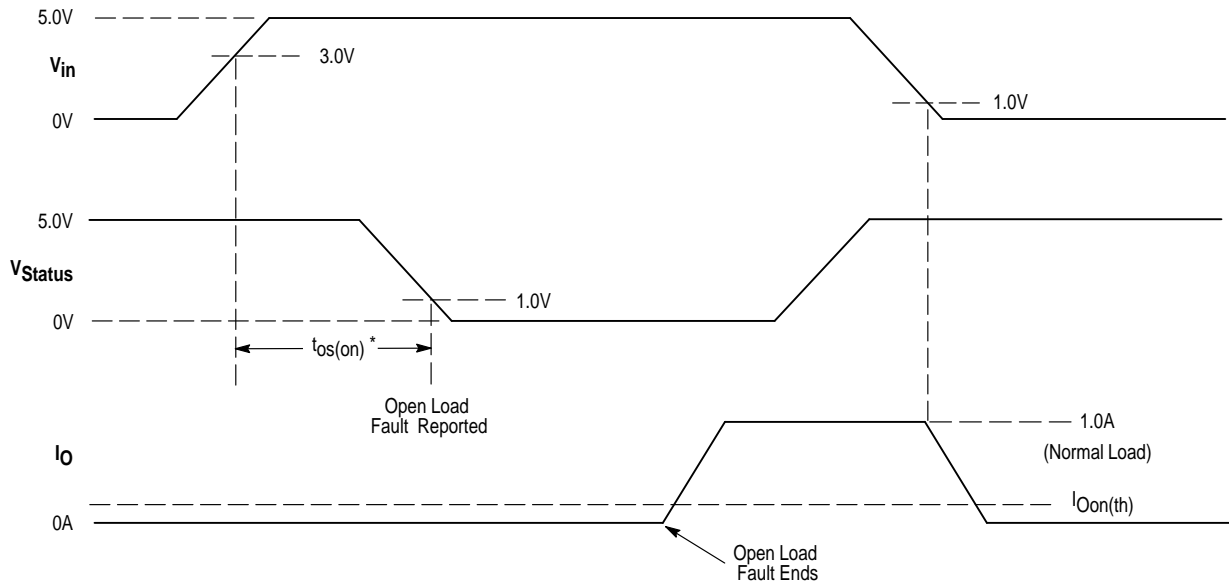 5.0V
3.0V
Vin
1.0V
0V
5.0V
VStatus
1.0V
0V
tos(on) *
Open Load
Fault Reported
1.0A
IO
(Normal Load)
IOon(th)
0A
Open Load
Fault Ends